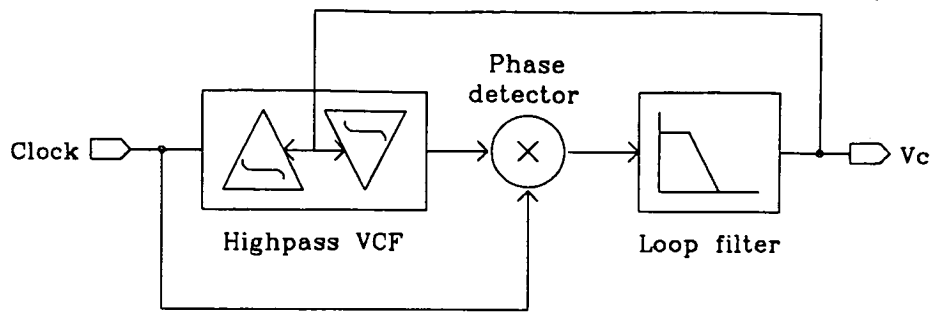 Phase
detector
Clock
Vc
Highpass VCF
Loop filter